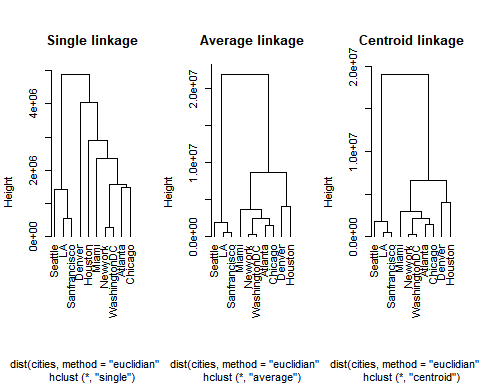 Single linkage
Height
0e+00
2e+06
4e+06
Seattle
LA
Sanfrancisco
Denver
Houston
Miami
Newyork
WashingtonDC
Atlanta
Chicago
dist(cities, method = "euclidean"
hclust (*, "single")
Average linkage
Height
0.0e+00
1.0e+07
2.0e+07
Seattle
LA
Sanfrancisco
Miami
Newyork
WashingtonDC
Atlanta
Chicago
Denver
Houston
dist(cities, method = "euclidean"
hclust (*, "average")
Centroid linkage
Height
0.0e+00
1.0e+07
2.0e+07
Seattle
LA
Sanfrancisco
Miami
Newyork
WashingtonDC
Atlanta
Chicago
Denver
Houston
dist(cities, method = "euclidean"
hclust (*, "centroid")